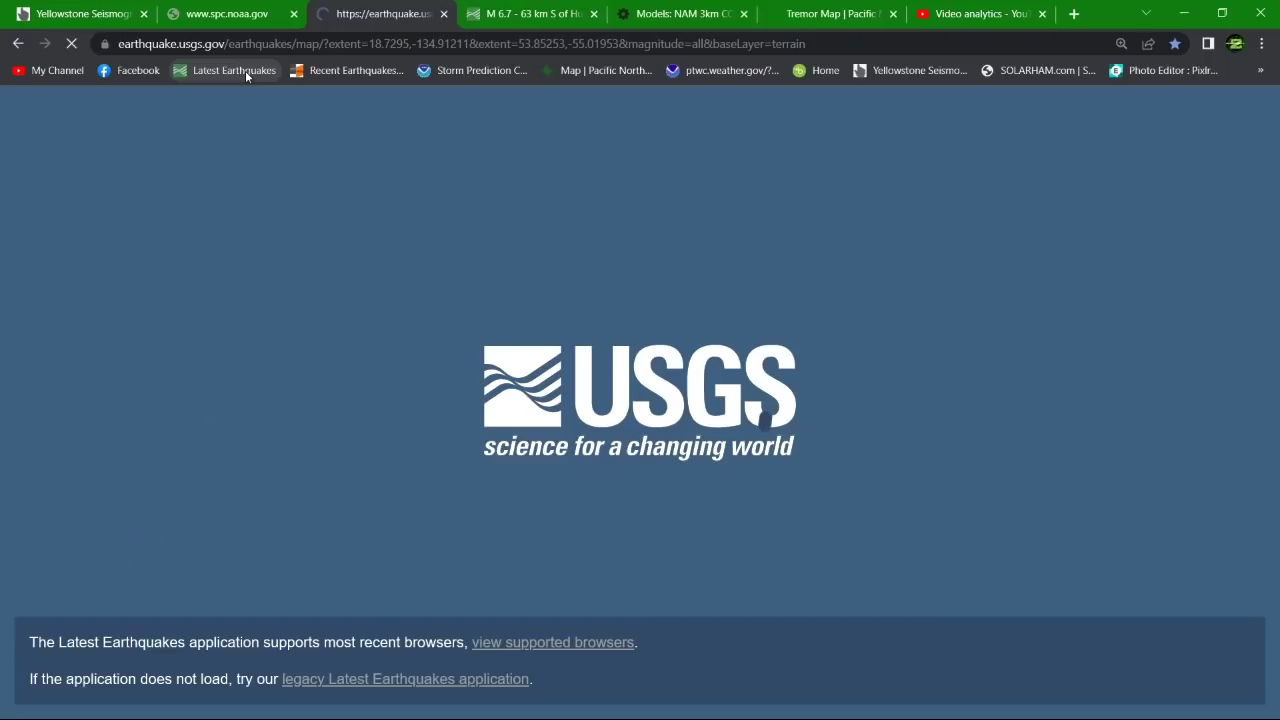 Yellowstone Seismogr
www.spc.noaa.gov
https://earthquake.us
M 6.7 - 63 km S of Hu
Models: NAM 3km CO
Tremor Map | Pacific N
Video analytics - YouT
earthquake.usgs.gov/earthquakes/map/?extent=18.7295,-134.91211&extent=53.85253,-55.01953&magnitude=all&baseLayer=terrain
My Channel
Facebook
Latest Earthquakes
Recent Earthquakes...
Storm Prediction C...
Map | Pacific North...
ptwc.weather.gov/?...
Home
Yellowstone Seismo...
SOLARHAM.com | S...
Photo Editor : Pixlr...
»
USGS
science for a changing world
The Latest Earthquakes application supports most recent browsers, view supported browsers.
If the application does not load, try our legacy Latest Earthquakes application.